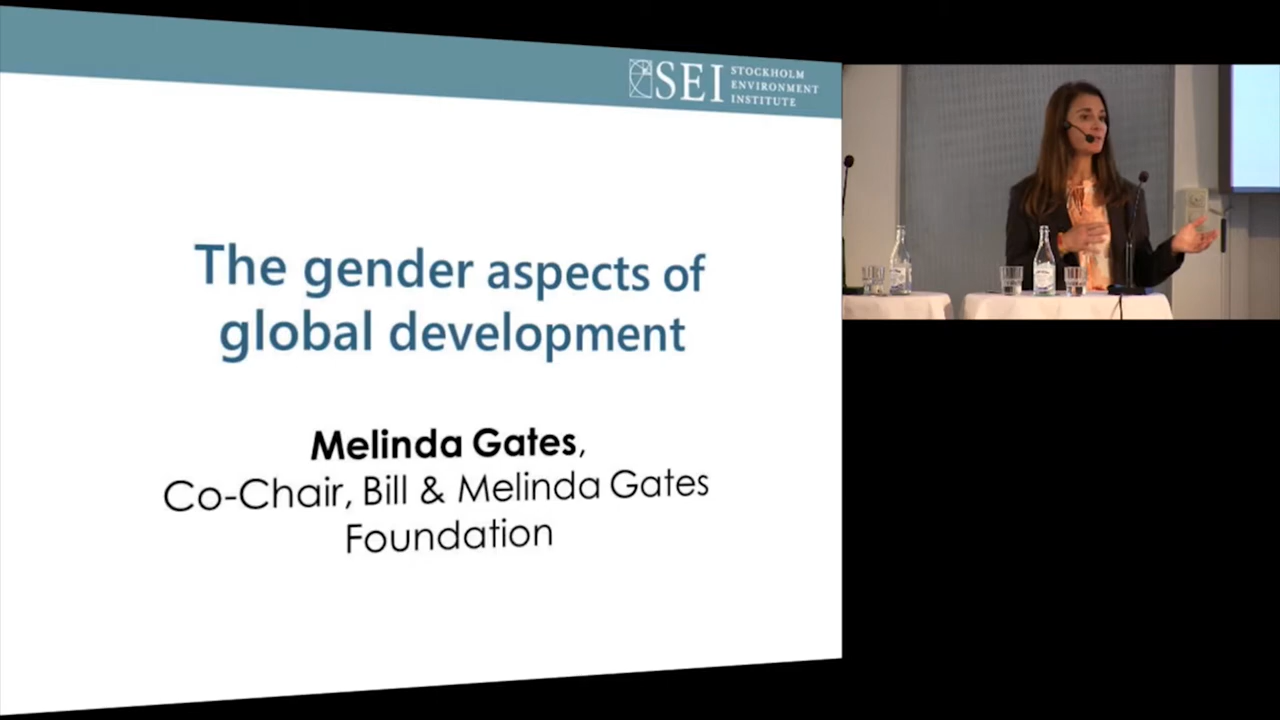 SEI
STOCKHOLM
ENVIRONMENT
INSTITUTE
The gender aspects of
global development
Melinda Gates,
Co-Chair, Bill & Melinda Gates
Foundation